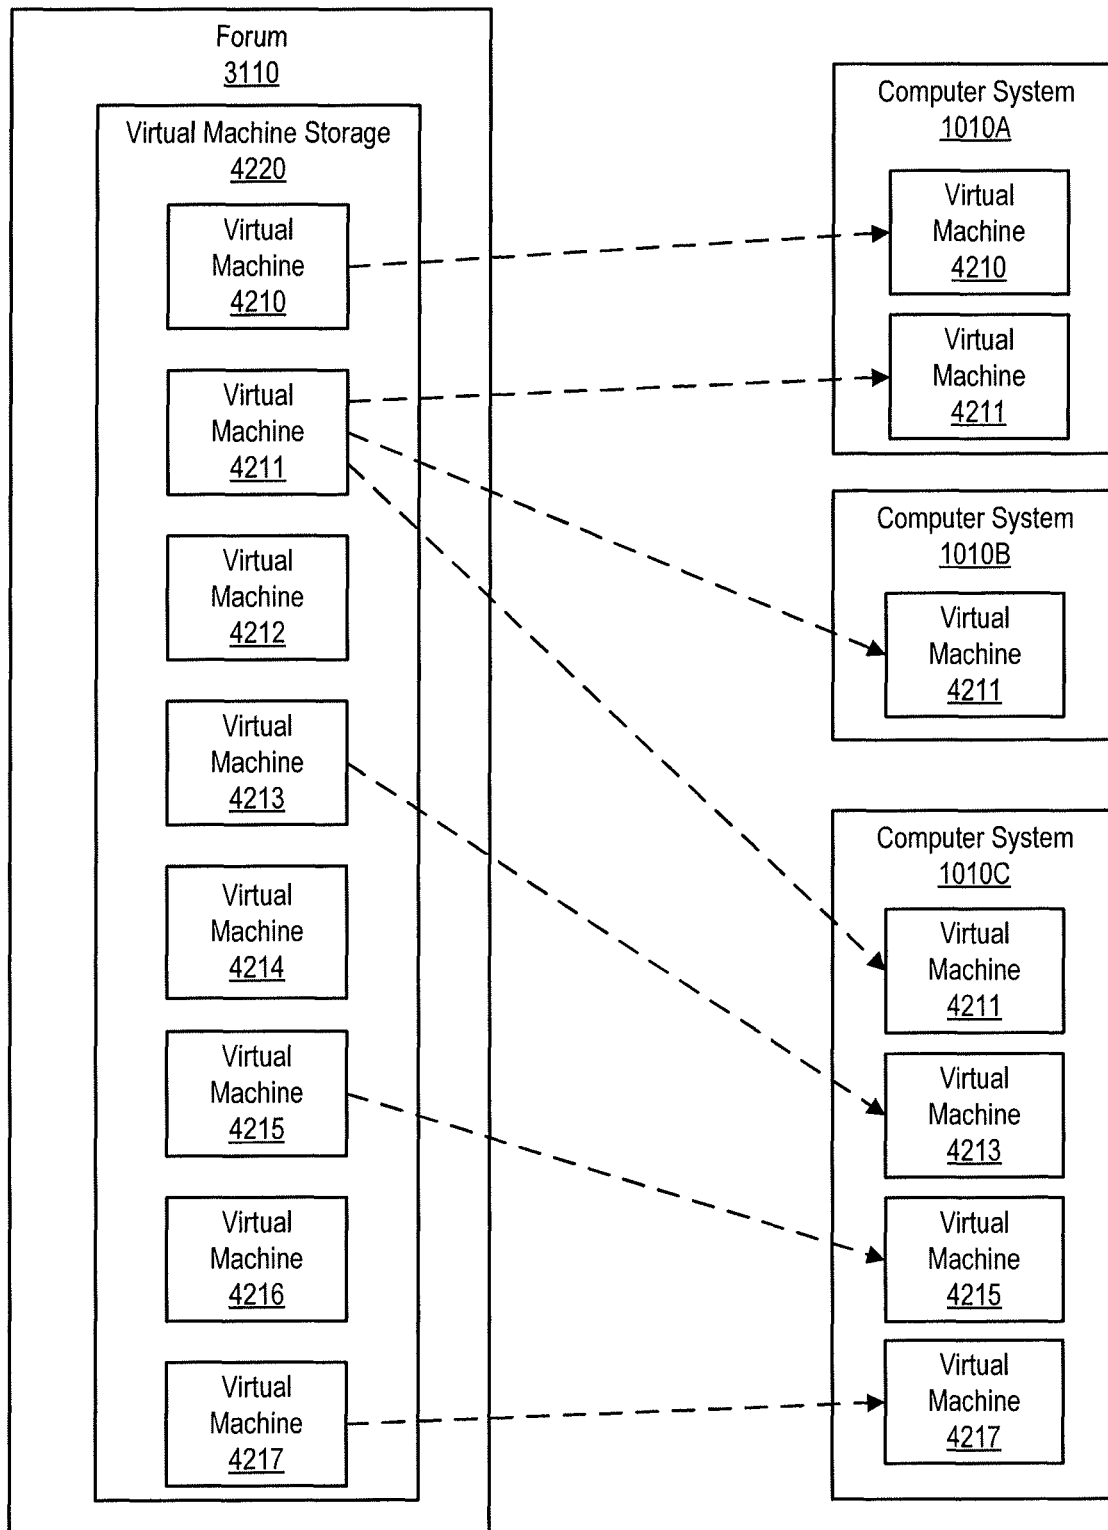 Forum
3110
Virtual Machine Storage
4220
Virtual
Machine
4210
Virtual
Machine
4211
Virtual
Machine
4212
Virtual
Machine
4213
Virtual
Machine
4214
Virtual
Machine
4215
Virtual
Machine
4216
Virtual
Machine
4217
Computer System
1010A
Virtual
Machine
4210
Virtual
Machine
4211
Computer System
1010B
Virtual
Machine
4211
Computer System
1010C
Virtual
Machine
4211
Virtual
Machine
4213
Virtual
Machine
4215
Virtual
Machine
4217